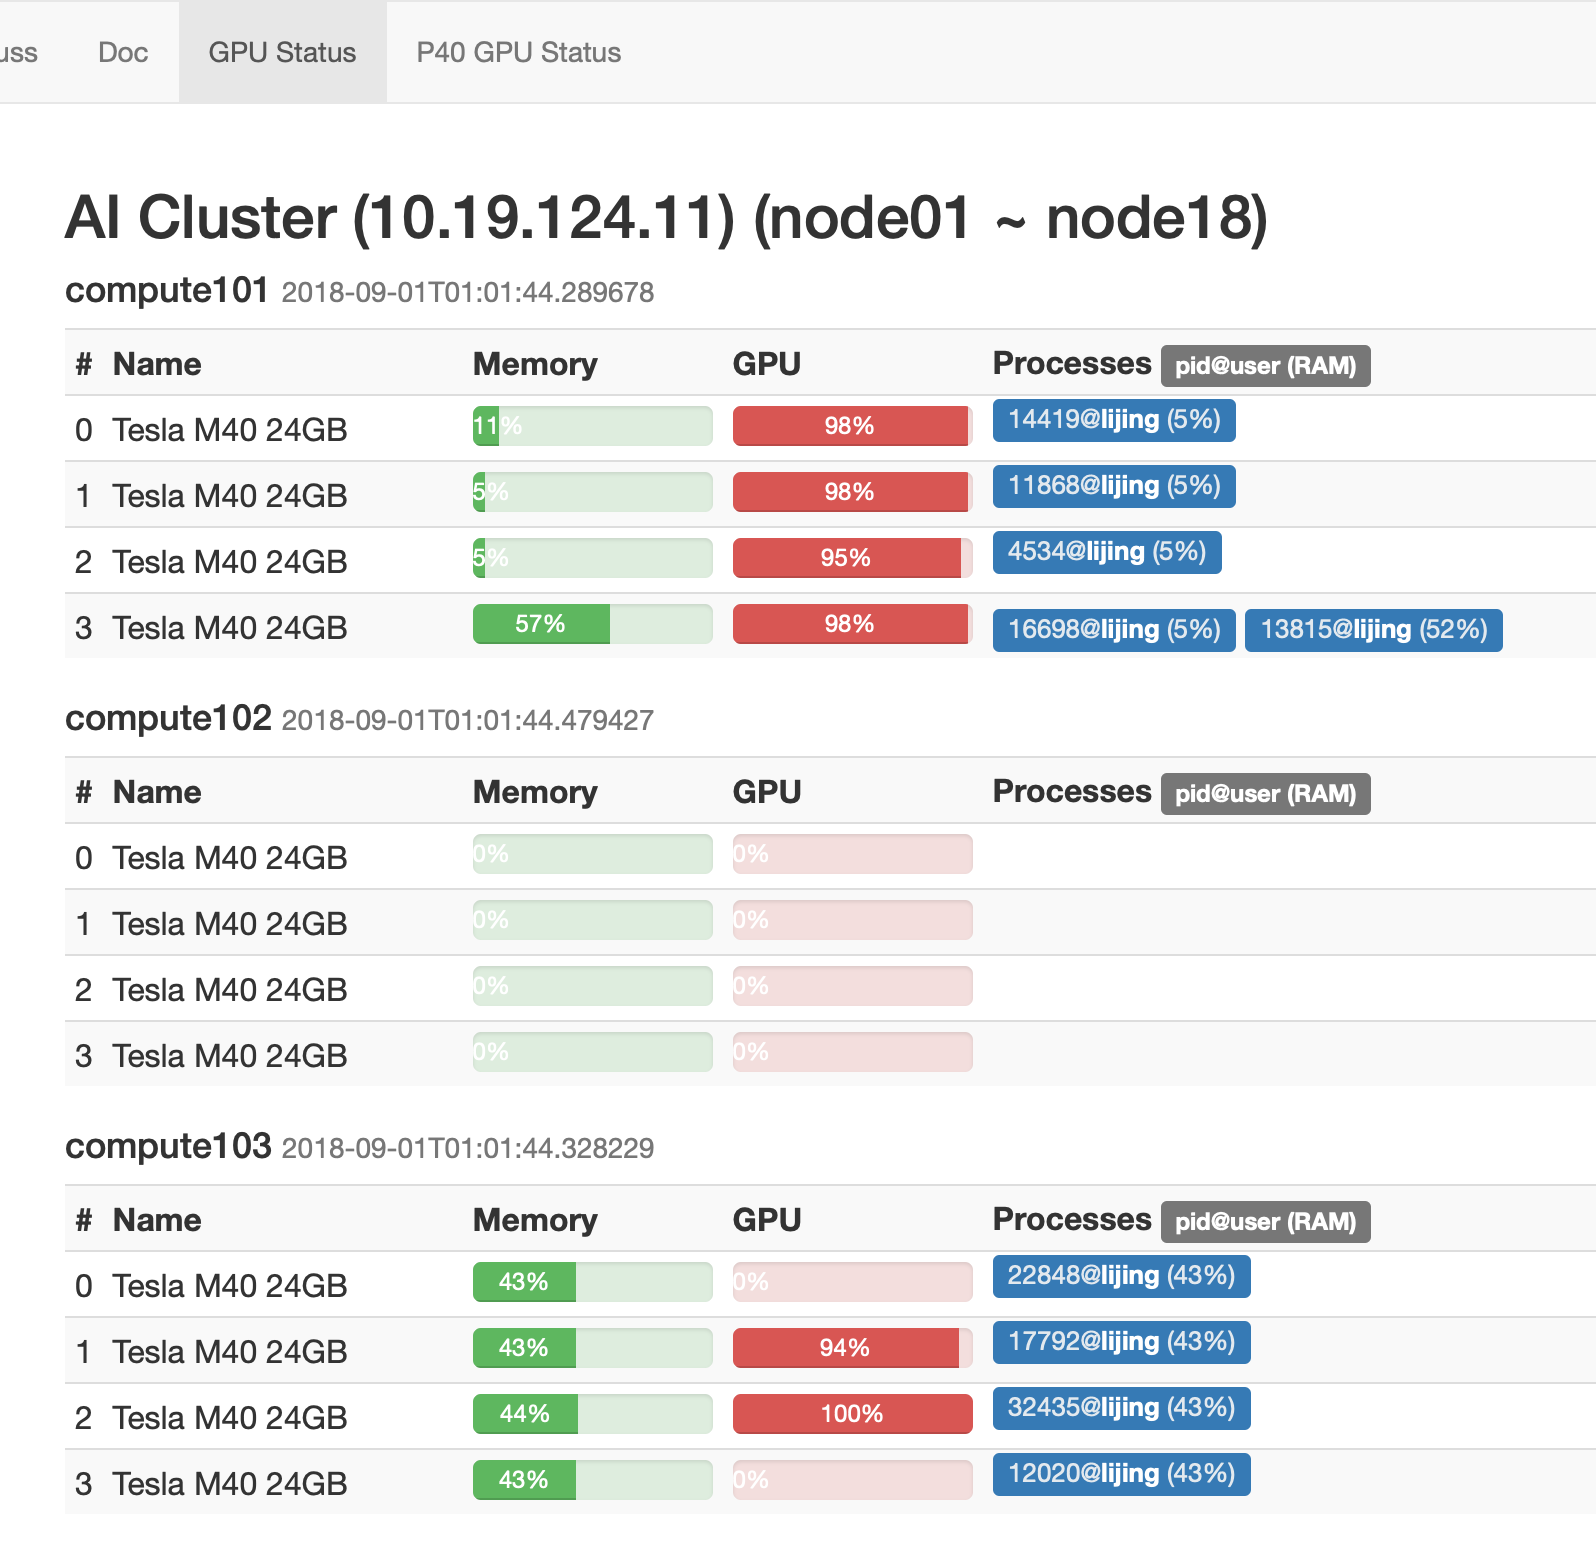 Doc GPU Status P40 GPU Status
AI Cluster (10.19.124.11) (node01 ~ node18)
compute101 2018-09-01T01:01:44.289678
# Name Memory GPU Processes pid@user (RAM)
0 Tesla M40 24GB 11% 98% 14419@lijing (5%)
1 Tesla M40 24GB 5% 98% 11868@lijing (5%)
2 Tesla M40 24GB 5% 95% 4534@lijing (5%)
3 Tesla M40 24GB 57% 98% 16698@lijing (5%) 13815@lijing (52%)
compute102 2018-09-01T01:01:44.479427
# Name Memory GPU Processes pid@user (RAM)
0 Tesla M40 24GB 0% 0%
1 Tesla M40 24GB 0% 0%
2 Tesla M40 24GB 0% 0%
3 Tesla M40 24GB 0% 0%
compute103 2018-09-01T01:01:44.328229
# Name Memory GPU Processes pid@user (RAM)
0 Tesla M40 24GB 43% 0% 22848@lijing (43%)
1 Tesla M40 24GB 43% 94% 17792@lijing (43%)
2 Tesla M40 24GB 44% 100% 32435@lijing (43%)
3 Tesla M40 24GB 43% 0% 12020@lijing (43%)